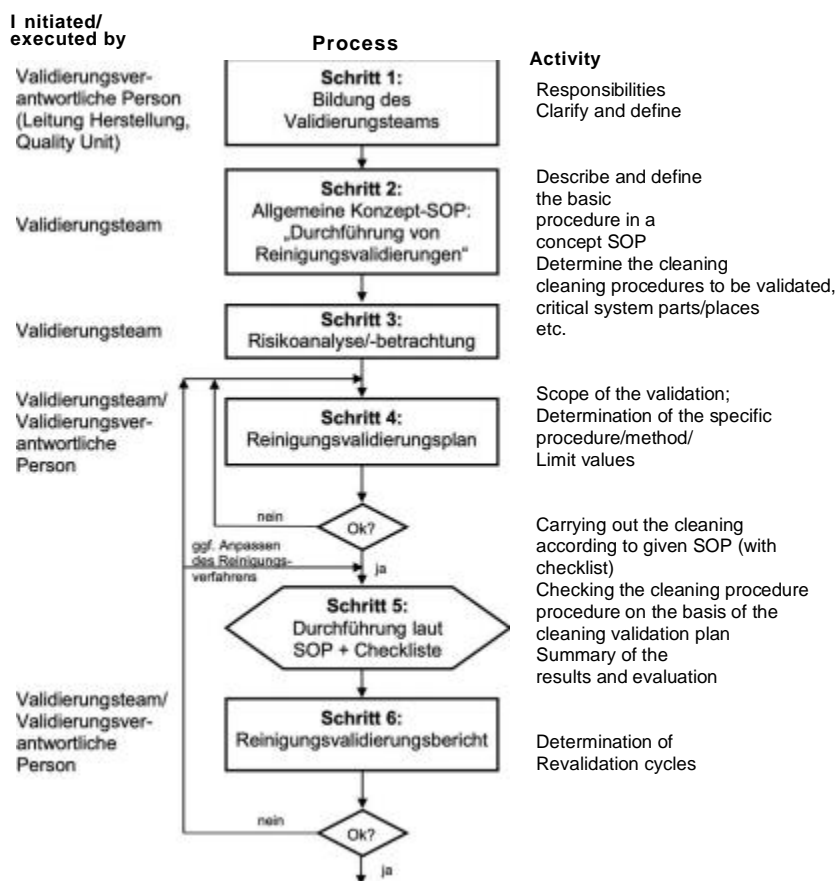 I nitiated/
executed by
Process
Activity
Validierungsver-
antwortliche Person
(Leitung Herstellung,
Quality Unit)
Schritt 1:
Bildung des
Validierungsteams
Responsibilities
Clarify and define
Validierungsteam
Schritt 2:
Allgemeine Konzept-SOP:
„Durchführung von
Reinigungsvalidierungen“
Describe and define
the basic
procedure in a
concept SOP
Determine the cleaning
cleaning procedures to be validated,
critical system parts/places
etc.
Validierungsteam
Schritt 3:
Risikoanalyse/-betrachtung
Validierungsteam/
Validierungsver-
antwortliche
Person
Schritt 4:
Reinigungsvalidierungsplan
Scope of the validation;
Determination of the specific
procedure/method/
Limit values
nein
Ok?
ggf. Anpassen
des Reinigungs-
verfahrens
ja
Carrying out the cleaning
according to given SOP (with
checklist)
Checking the cleaning procedure
procedure on the basis of the
cleaning validation plan
Summary of the
results and evaluation
Schritt 5:
Durchführung laut
SOP + Checkliste
Validierungsteam/
Validierungsver-
antwortliche
Person
Schritt 6:
Reinigungsvalidierungsbericht
Determination of
Revalidation cycles
nein
Ok?
ja